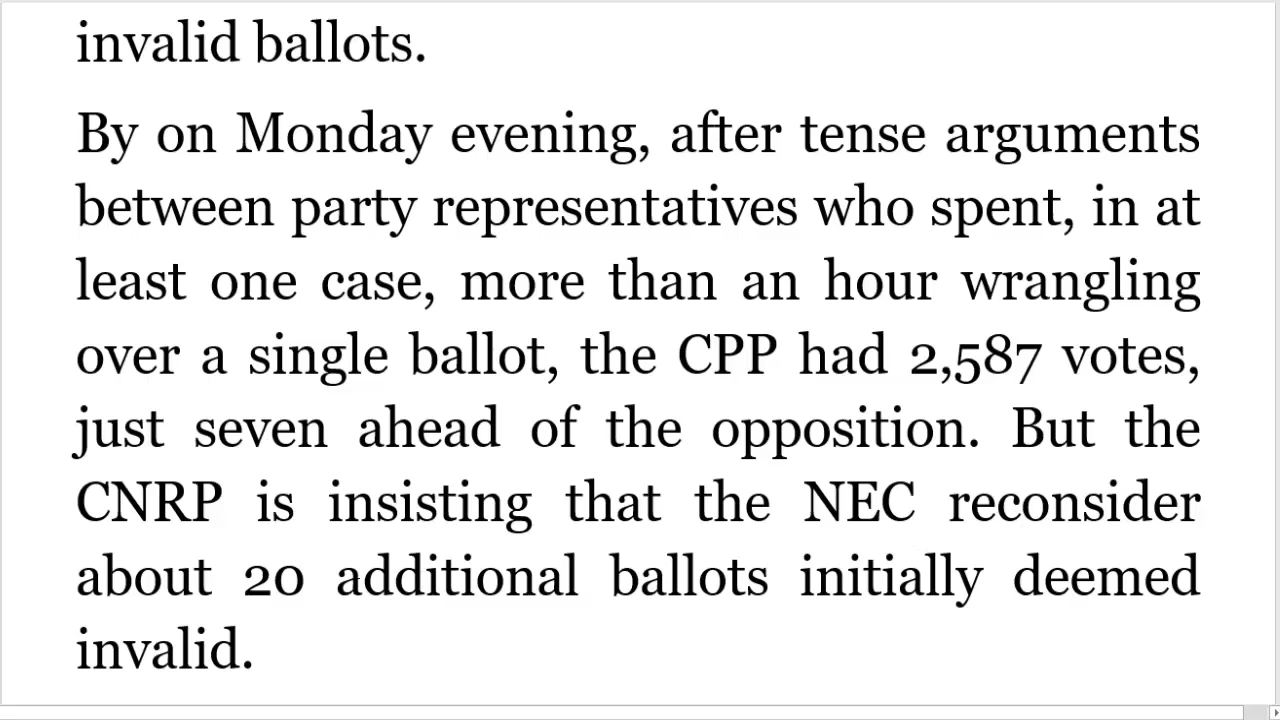 invalid ballots.
By on Monday evening, after tense arguments
between party representatives who spent, in at
least one case, more than an hour wrangling
over a single ballot, the CPP had 2,587 votes,
just seven ahead of the opposition. But the
CNRP is insisting that the NEC reconsider
about 20 additional ballots initially deemed
invalid.